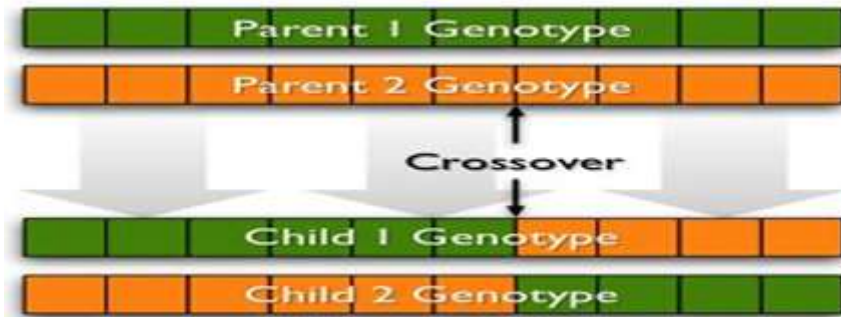 Parent 1 Genotype
Parent 2 Genotype
Crossover
Child 1 Genotype
Child 2 Genotype